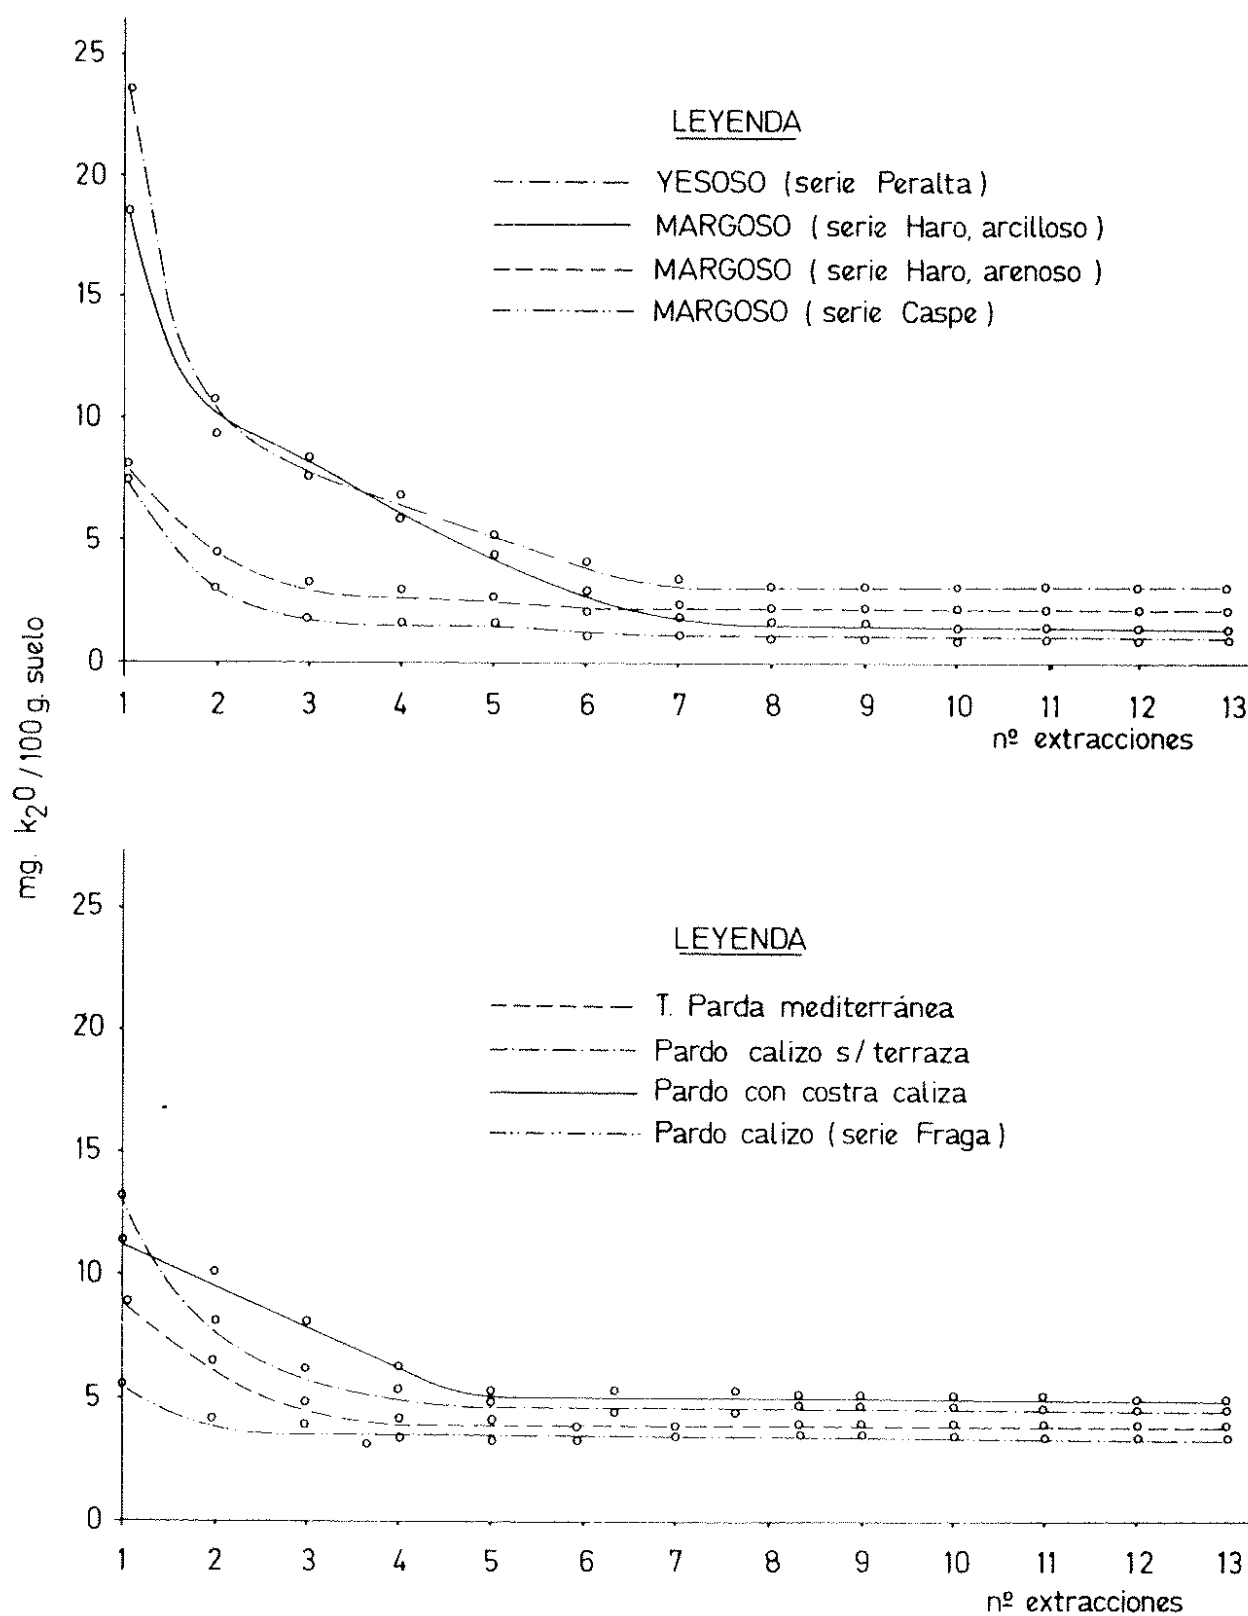 25
20
15
10
5
0
LEYENDA
YESOSO (serie Peralta)
MARGOSO (serie Haro, arcilloso)
MARGOSO (serie Haro, arenoso)
MARGOSO (serie Caspe)
1 2 3 4 5 6 7 8 9 10 11 12 13
nº extracciones
mg. k₂O/100g. suelo
25
20
15
10
5
0
LEYENDA
T. Parda mediterránea
Pardo calizo s/terraza
Pardo con costra caliza
Pardo calizo (serie Fraga)
1 2 3 4 5 6 7 8 9 10 11 12 13
nº extracciones